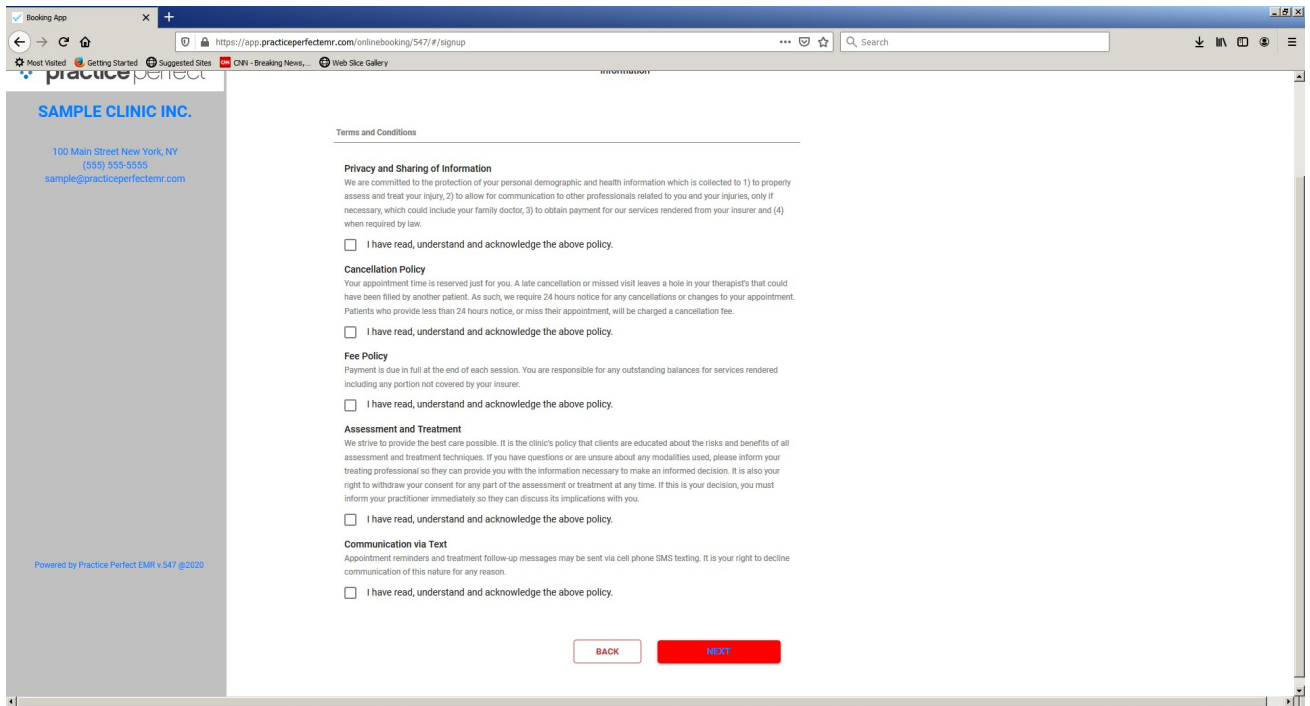 Booking App
https://app.practiceperfectemr.com/onlinebooking/547/#/signup
Search
Most Visited Getting Started Suggested Sites CNN - Breaking News,... Web Slice Gallery
practice perfect
Information
SAMPLE CLINIC INC.
100 Main Street New York, NY
(555) 555-5555
sample@practiceperfectemr.com
Terms and Conditions
Privacy and Sharing of Information
We are committed to the protection of your personal demographic and health information which is collected to 1) to properly
assess and treat your injury, 2) to allow for communication to other professionals related to you and your injuries, only if
necessary, which could include your family doctor, 3) to obtain payment for our services rendered from your insurer and (4)
when required by law.
I have read, understand and acknowledge the above policy.
Cancellation Policy
Your appointment time is reserved just for you. A late cancellation or missed visit leaves a hole in your therapist's that could
have been filled by another patient. As such, we require 24 hours notice for any cancellations or changes to your appointment.
Patients who provide less than 24 hours notice, or miss their appointment, will be charged a cancellation fee.
I have read, understand and acknowledge the above policy.
Fee Policy
Payment is due in full at the end of each session. You are responsible for any outstanding balances for services rendered
including any portion not covered by your insurer.
I have read, understand and acknowledge the above policy.
Assessment and Treatment
We strive to provide the best care possible. It is the clinic's policy that clients are educated about the risks and benefits of all
assessment and treatment techniques. If you have questions or are unsure about any modalities used, please inform your
treating professional so they can provide you with the information necessary to make an informed decision. It is also your
right to withdraw your consent for any part of the assessment or treatment at any time. If this is your decision, you must
inform your practitioner immediately so they can discuss its implications with you.
I have read, understand and acknowledge the above policy.
Communication via Text
Appointment reminders and treatment follow-up messages may be sent via cell phone SMS texting. It is your right to decline
communication of this nature for any reason.
I have read, understand and acknowledge the above policy.
Powered by Practice Perfect EMR v.547 @2020
BACK
NEXT